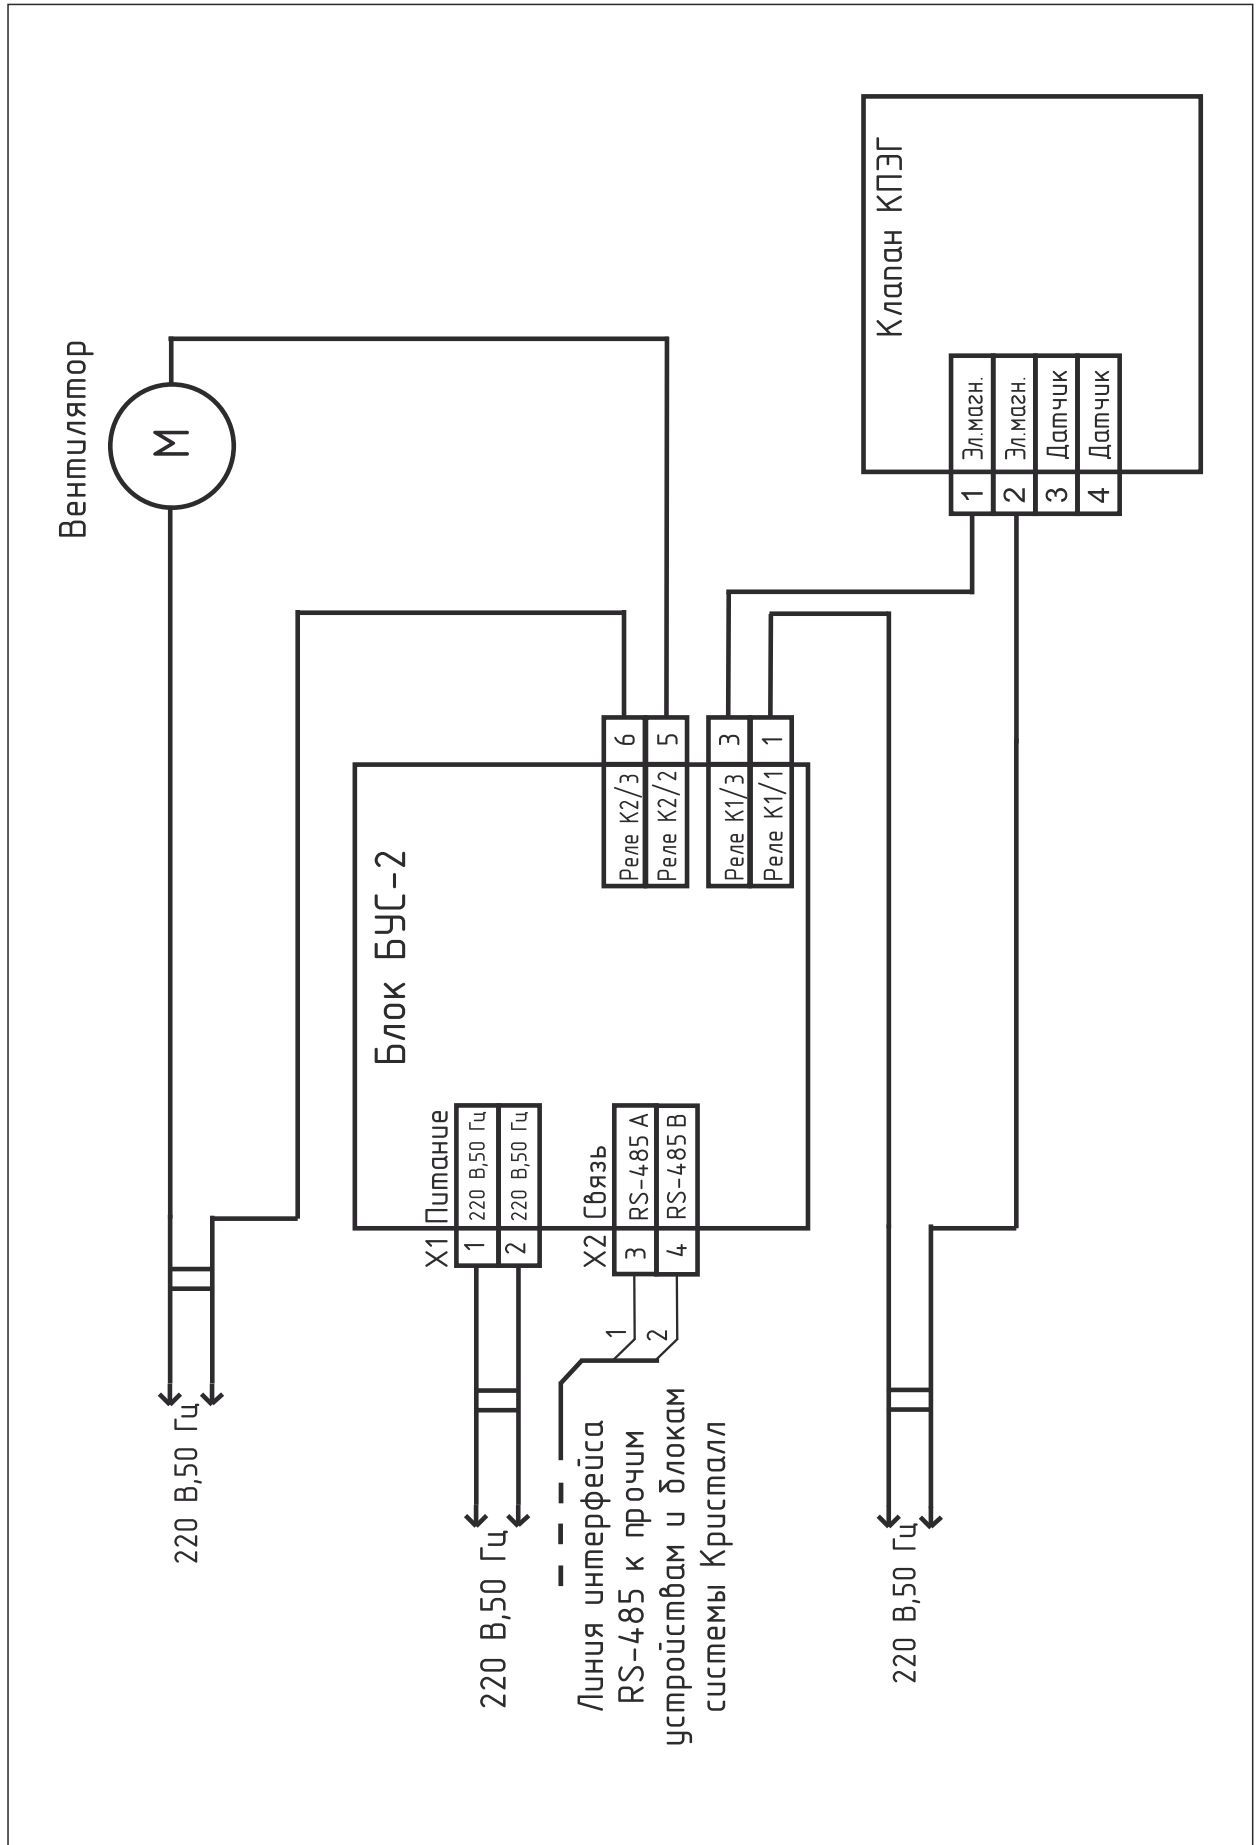 Вентилятор
М
220 В,50 Гц
Блок БУС-2
Х1 Питание
1 220 В,50 Гц
2 220 В,50 Гц
220 В,50 Гц
Х2 Связь
3 RS-485 А
4 RS-485 В
1
2
Линия интерфейса
RS-485 к прочим
устройствам и блокам
системы Кристалл
Реле К2/3 6
Реле К2/2 5
Реле К1/3 3
Реле К1/1 1
Клапан КПЭГ
1 Эл.магн.
2 Эл.магн.
3 Датчик
4 Датчик
220 В,50 Гц